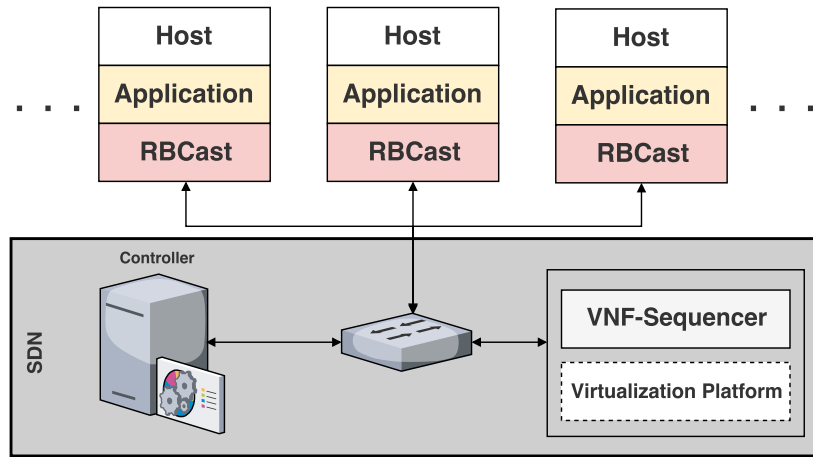 Host
Application
RBCast
Host
Application
RBCast
Host
Application
RBCast
. . .
. . .
SDN
Controller
VNF-Sequencer
Virtualization Platform